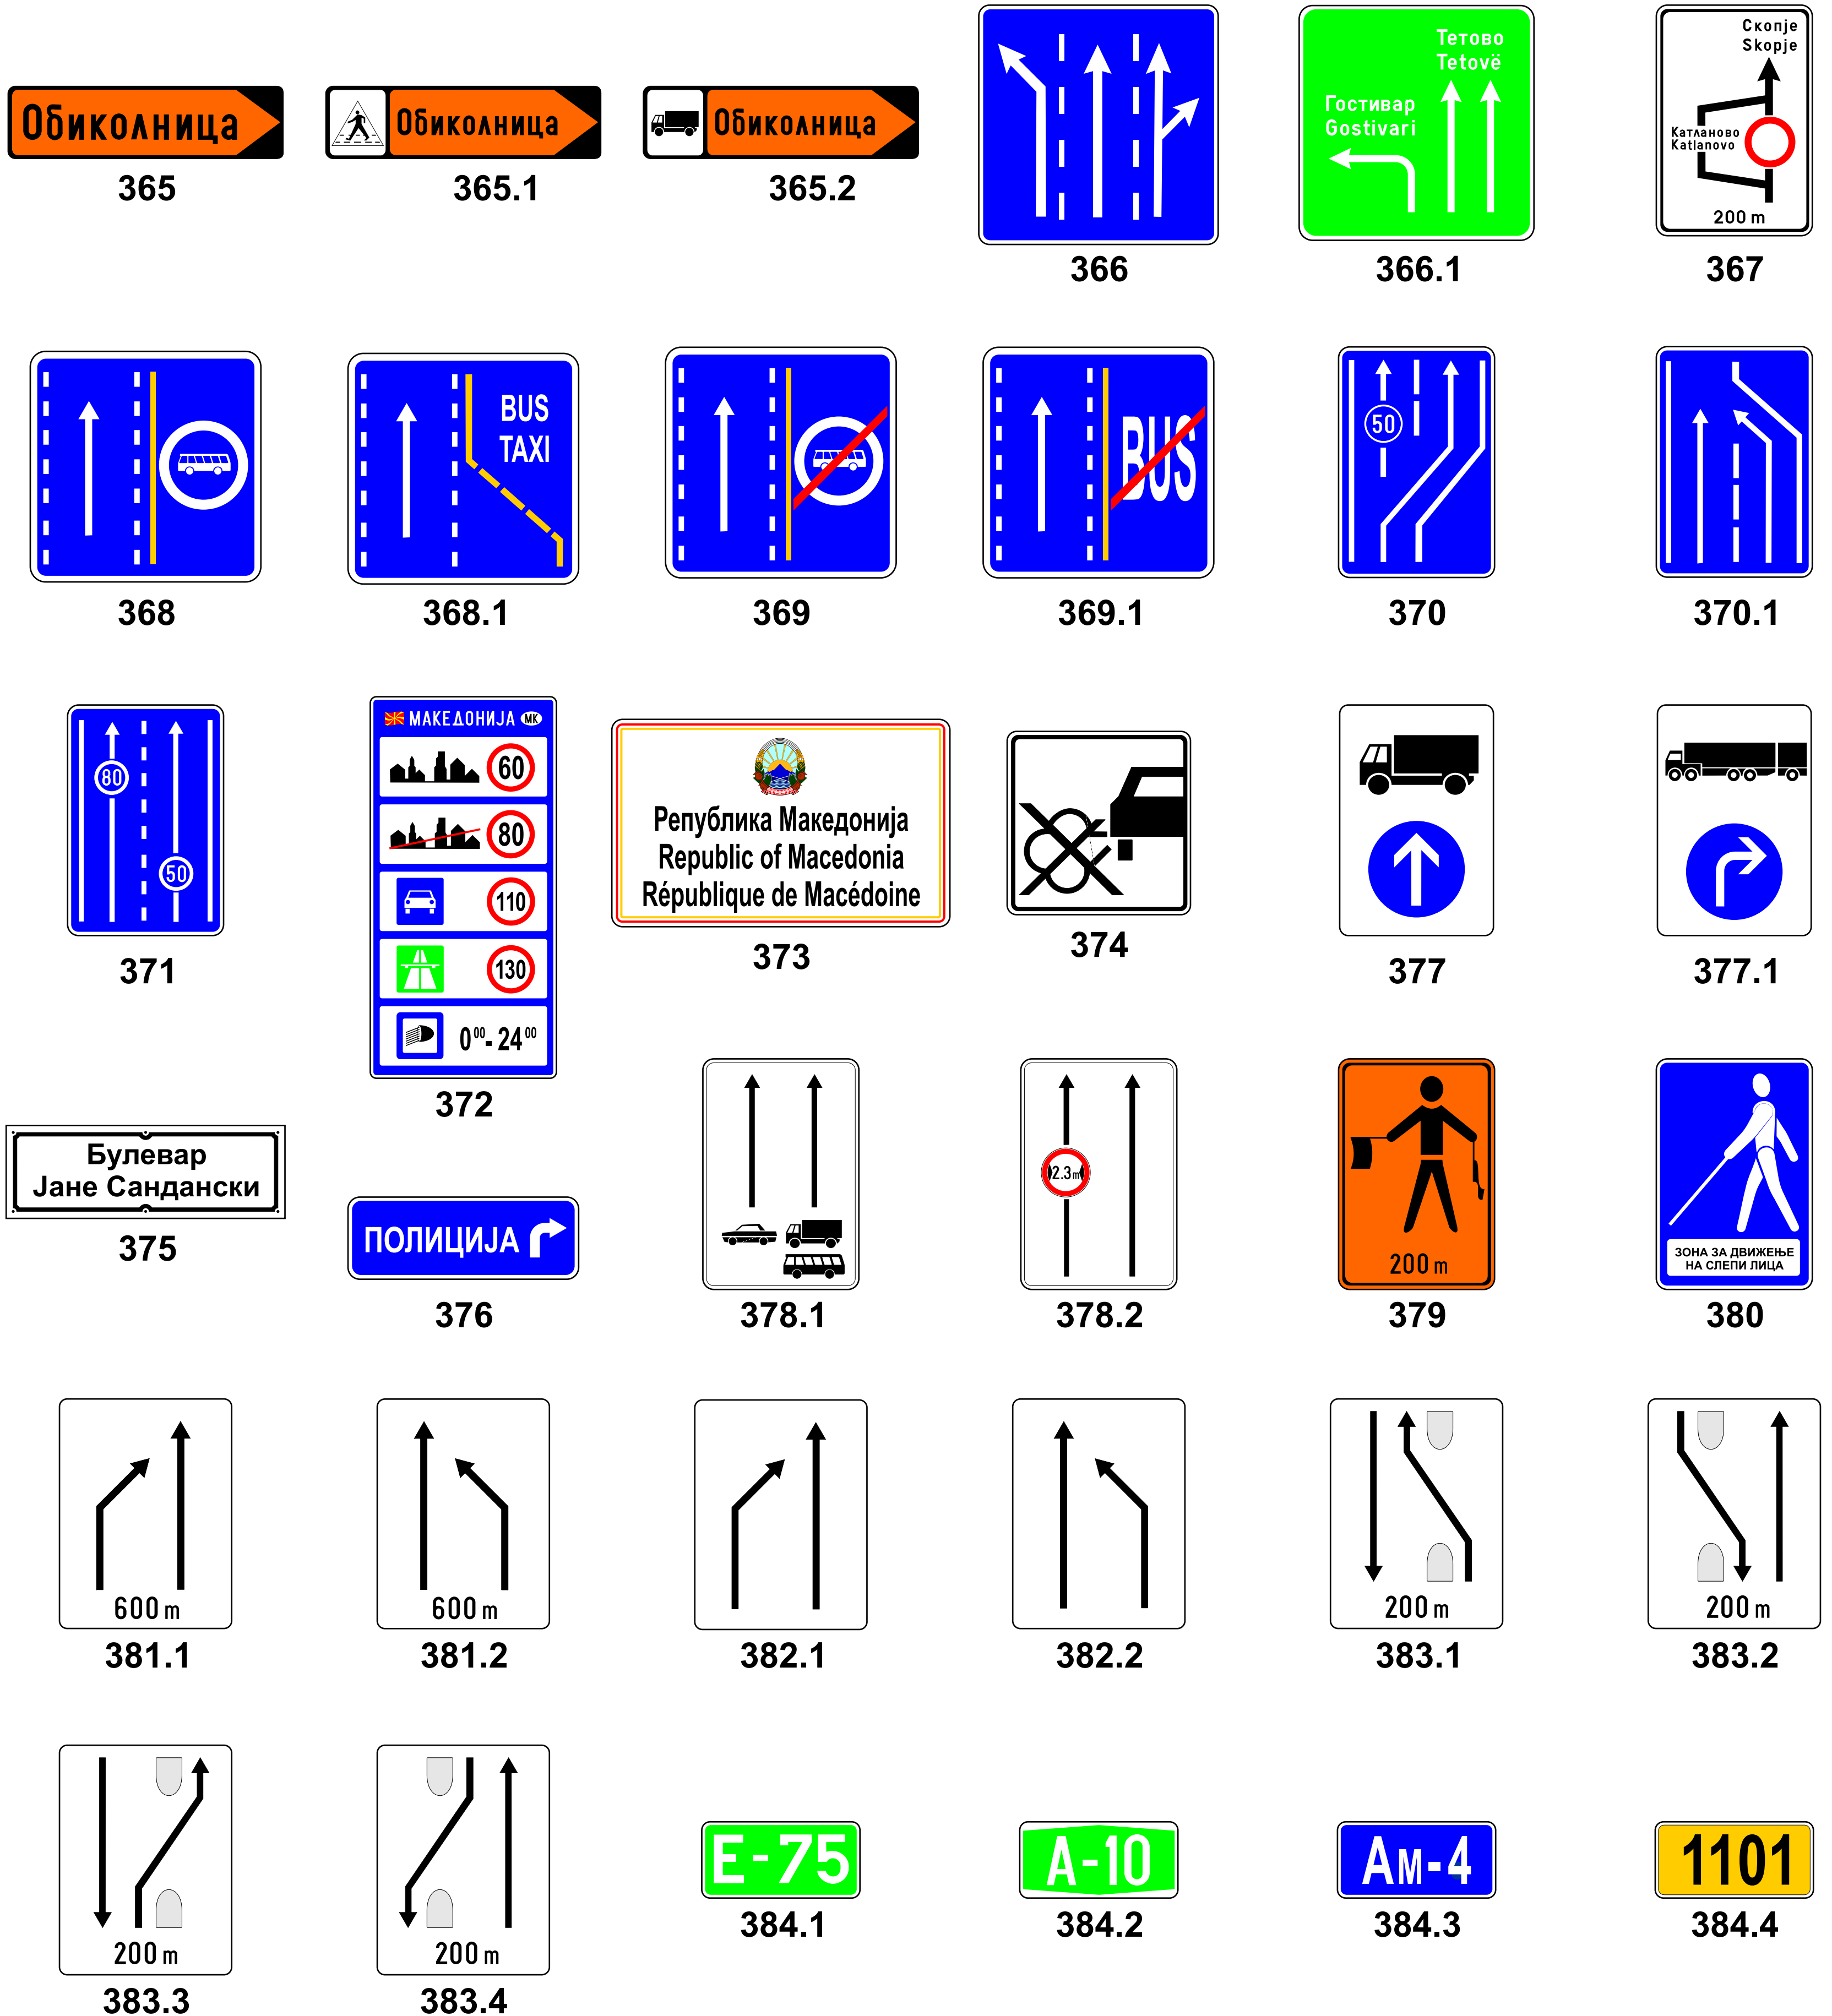 Обиколница
365
Обиколница
365.1
Обиколница
365.2
366
Тетово
Tetovë
Гостивар
Gostivari
366.1
Скопје
Skopje
Катланово
Katlanovo
200 m
367
368
BUS
TAXI
368.1
369
BUS
369.1
50
370
370.1
80
50
371
МАКЕДОНИЈА MK
60
80
110
130
0 00 - 24 00
372
Република Македонија
Republic of Macedonia
République de Macédoine
373
374
377
377.1
Булевар
Јане Сандански
375
ПОЛИЦИЈА
376
378.1
2.3 m
378.2
200 m
379
ЗОНА ЗА ДВИЖЕЊЕ
НА СЛЕПИ ЛИЦА
380
600 m
381.1
600 m
381.2
382.1
382.2
200 m
383.1
200 m
383.2
200 m
383.3
200 m
383.4
E-75
384.1
A-10
384.2
Aм-4
384.3
1101
384.4